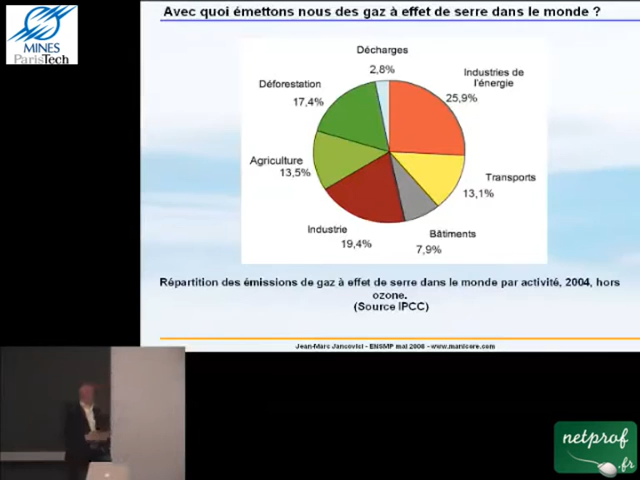 Avec quoi émettons nous des gaz à effet de serre dans le monde ?
MINES
ParisTech
Décharges
2,8%
Industries de
l'énergie
25,9%
Déforestation
17,4%
Agriculture
13,5%
Transports
13,1%
Industrie
19,4%
Bâtiments
7,9%
Répartition des émissions de gaz à effet de serre dans le monde par activité, 2004, hors
ozone.
(Source IPCC)
Jean-Marc Jancovici - ENSMP mai 2008 - www.manicore.com
netprof
.fr